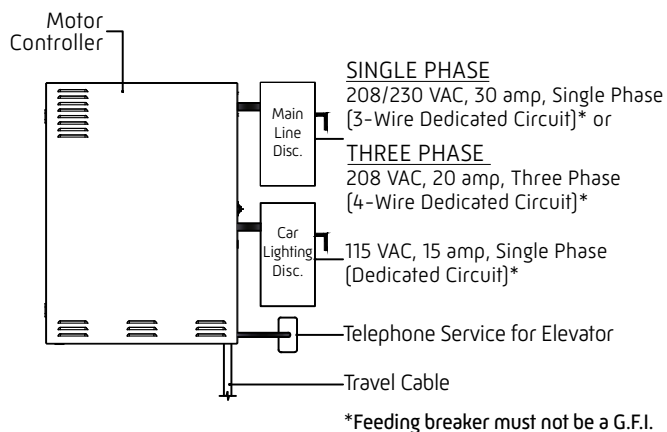 Motor
Controller
Main
Line
Disc.
SINGLE PHASE
208/230 VAC, 30 amp, Single Phase
(3-Wire Dedicated Circuit)* or
THREE PHASE
208 VAC, 20 amp, Three Phase
(4-Wire Dedicated Circuit)*
Car
Lighting
Disc.
115 VAC, 15 amp, Single Phase
(Dedicated Circuit)*
Telephone Service for Elevator
Travel Cable
*Feeding breaker must not be a G.F.I.